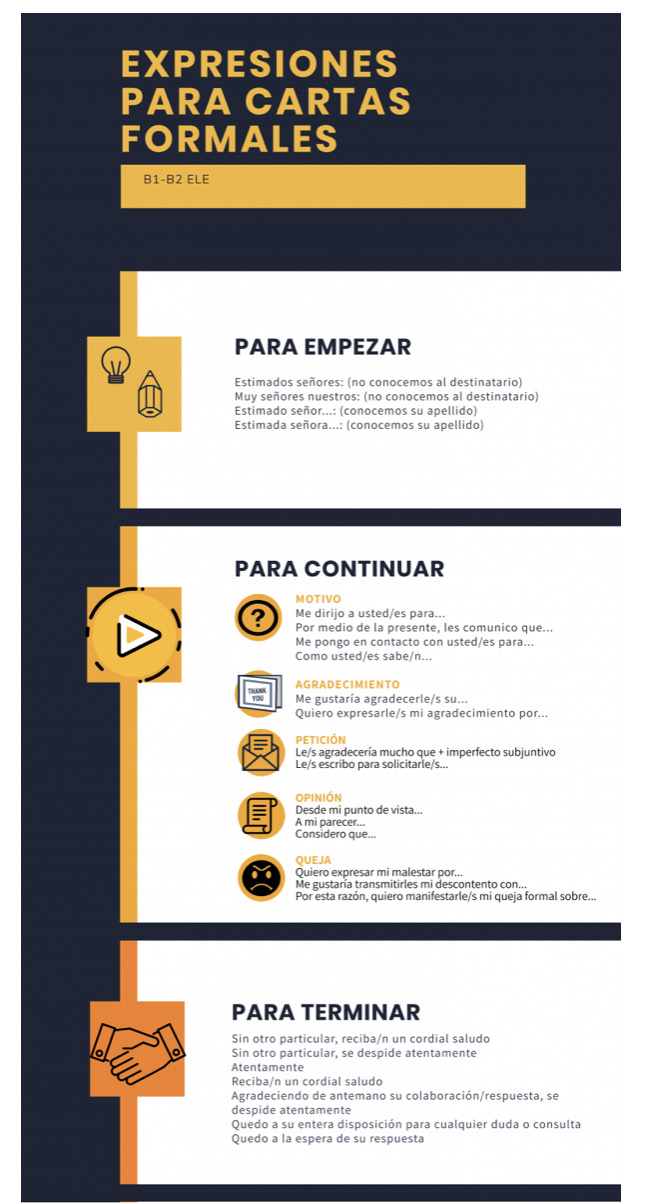 EXPRESIONES
PARA CARTAS
FORMALES
B1-B2 ELE
PARA EMPEZAR
Estimados señores: (no conocemos al destinatario)
Muy señores nuestros: (no conocemos al destinatario)
Estimado señor...: (conocemos su apellido)
Estimada señora...: (conocemos su apellido)
PARA CONTINUAR
MOTIVO
Me dirijo a usted/es para...
Por medio de la presente, les comunico que...
Me pongo en contacto con usted/es para...
Como usted/es sabe/n...
THANK
YOU
AGRADECIMIENTO
Me gustaría agradecerle/s su...
Quiero expresarle/s mi agradecimiento por...
PETICIÓN
Le/s agradecería mucho que + imperfecto subjuntivo
Le/s escribo para solicitarle/s...
OPINIÓN
Desde mi punto de vista...
A mi parecer...
Considero que...
QUEJA
Quiero expresar mi malestar por...
Me gustaría transmitirles mi descontento con...
Por esta razón, quiero manifestarle/s mi queja formal sobre...
PARA TERMINAR
Sin otro particular, reciba/n un cordial saludo
Sin otro particular, se despide atentamente
Atentamente
Reciba/n un cordial saludo
Agradeciendo de antemano su colaboración/respuesta, se
despide atentamente
Quedo a su entera disposición para cualquier duda o consulta
Quedo a la espera de su respuesta